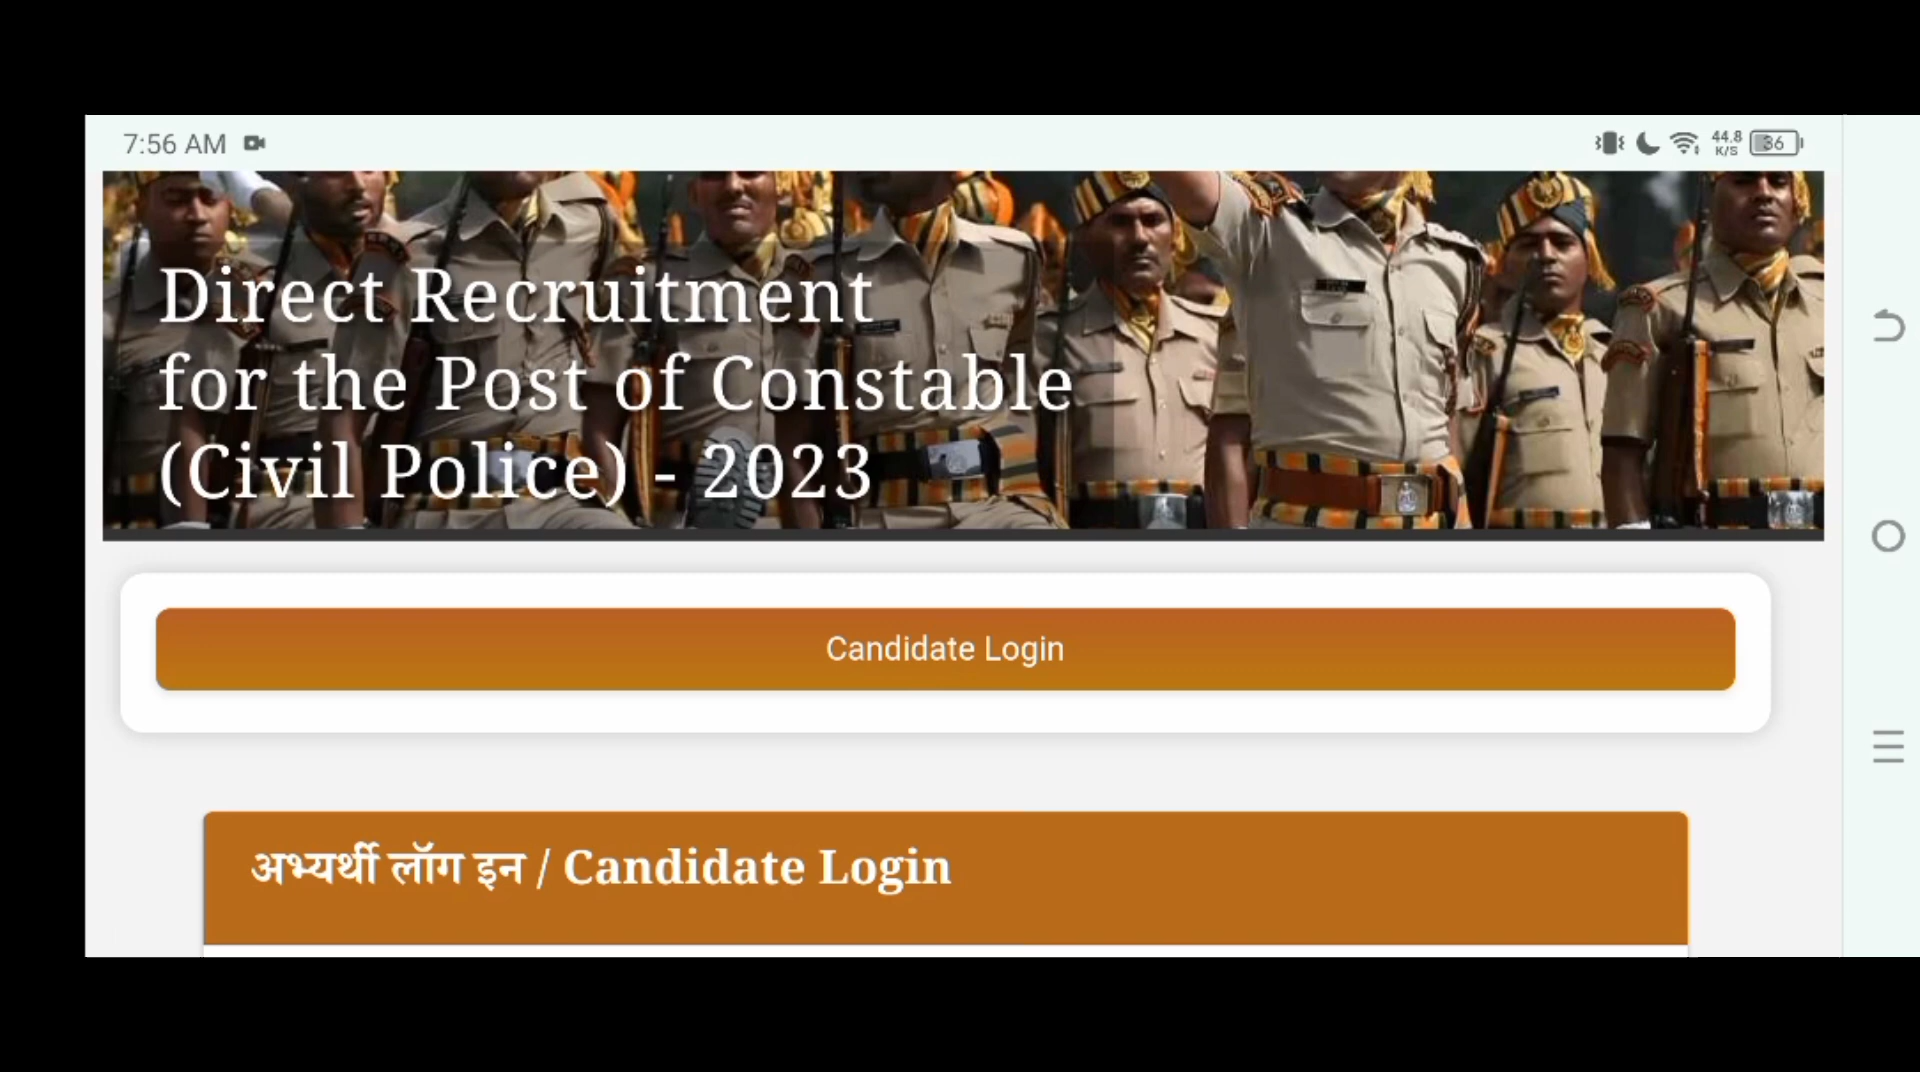 7:56 AM
44.8
K/S
36
Direct Recruitment
for the Post of Constable
(Civil Police) - 2023
Candidate Login
अभ्यर्थी लॉग इन / Candidate Login